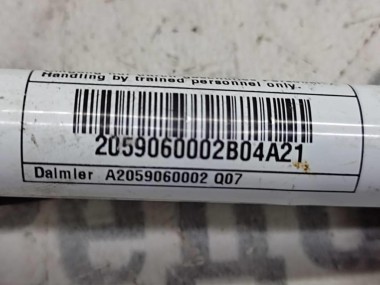 Handling by trained personnel only.
2059060002B04A21
Daimler A2059060002 Q07